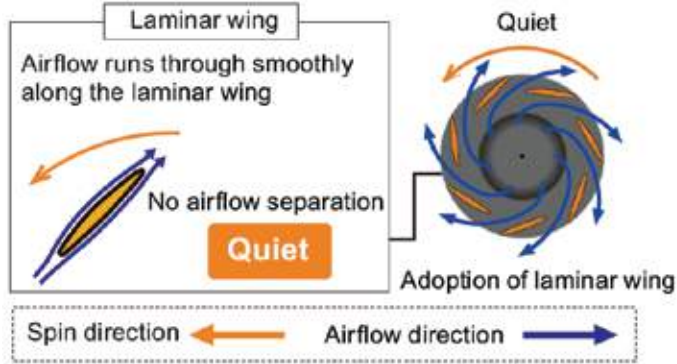 Laminar wing
Airflow runs through smoothly
along the laminar wing
No airflow separation
Quiet
Quiet
Adoption of laminar wing
Spin direction
Airflow direction